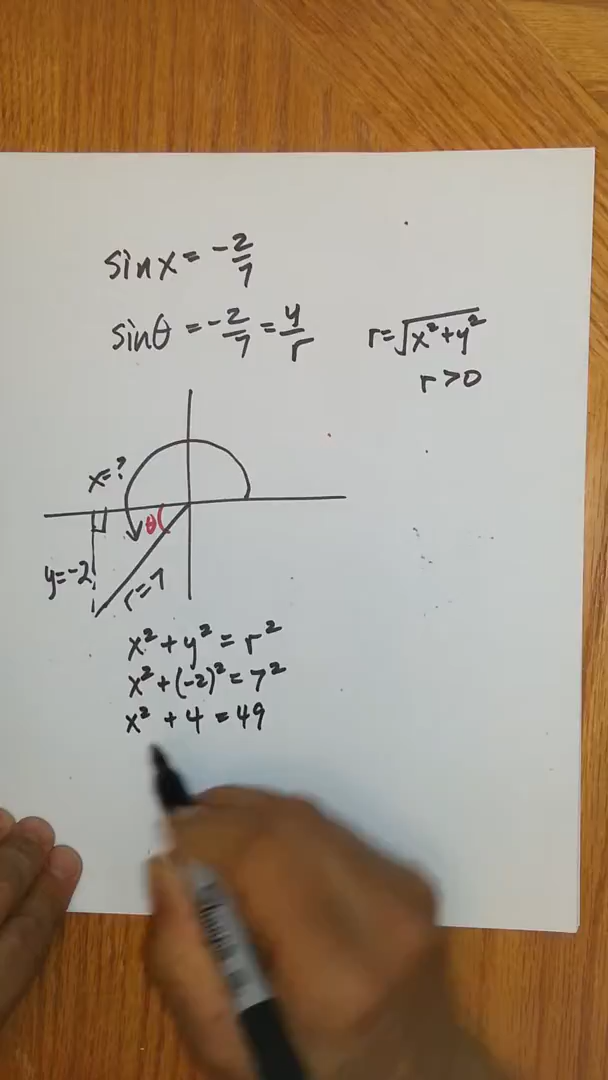 sinx = -2/7
sinθ = -2/7 = y/r
r = √x² + y²
r > 0
x = ?
θ
y = -2
r = 7
x² + y² = r²
x² + (-2)² = 7²
x² + 4 = 49